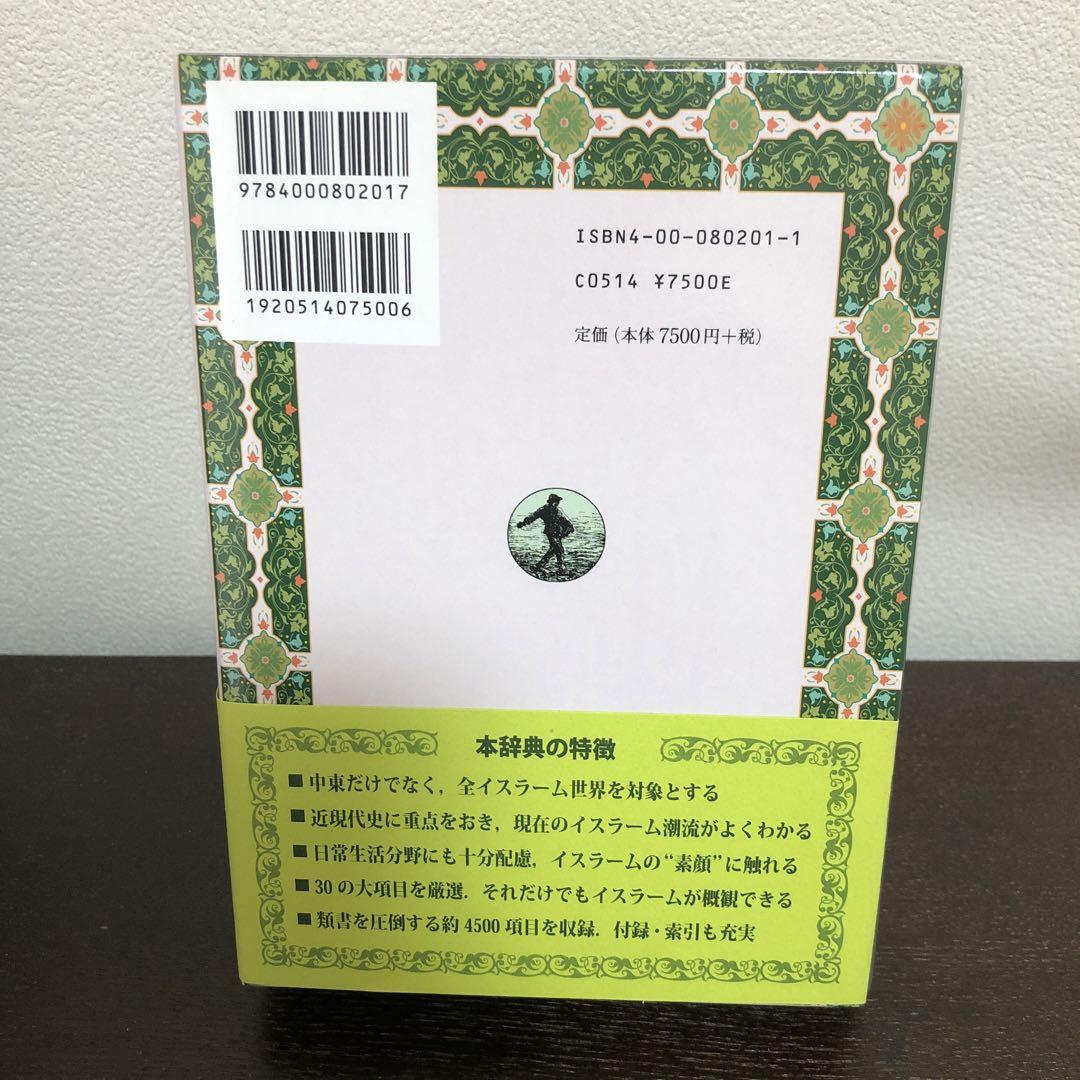 9784000802017
1920514075006
ISBN4-00-080201-1
C0514 ¥7500E
定価（本体7500円＋税）
本辞典の特徴
■中東だけでなく，全イスラーム世界を対象とする
■近現代史に重点をおき，現在のイスラーム潮流がよくわかる
■日常生活分野にも十分配慮，イスラームの“素顔”に触れる
■30の大項目を厳選．それだけでもイスラームが概観できる
■類書を圧倒する約4500項目を収録．付録・索引も充実